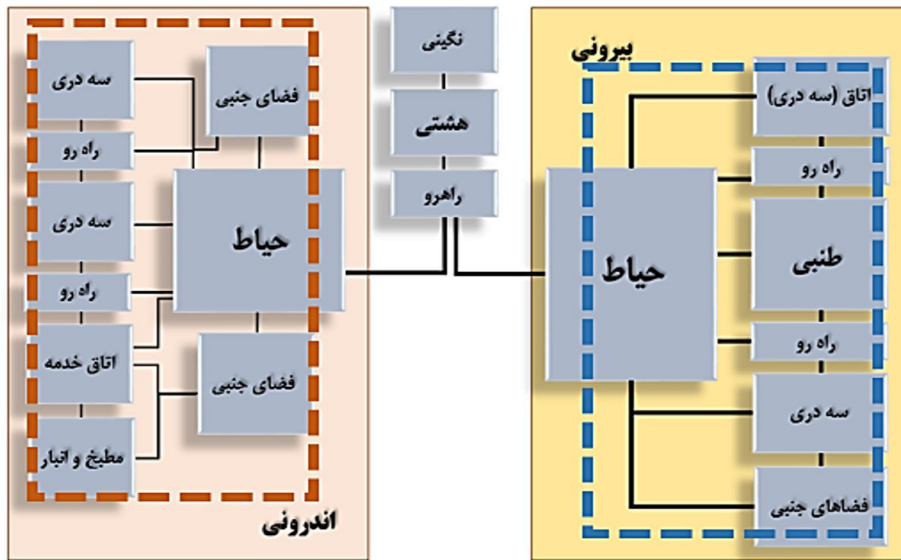 بیرونی
اتاق (سه دری)
راه رو
طنبی
راه رو
سه دری
فضاهای جنبی
حیاط
نگینی
هشتی
راهرو
فضای جنبی
حیاط
فضای جنبی
سه دری
راه رو
سه دری
راه رو
اتاق خدمه
مطبخ و انبار
اندرونی